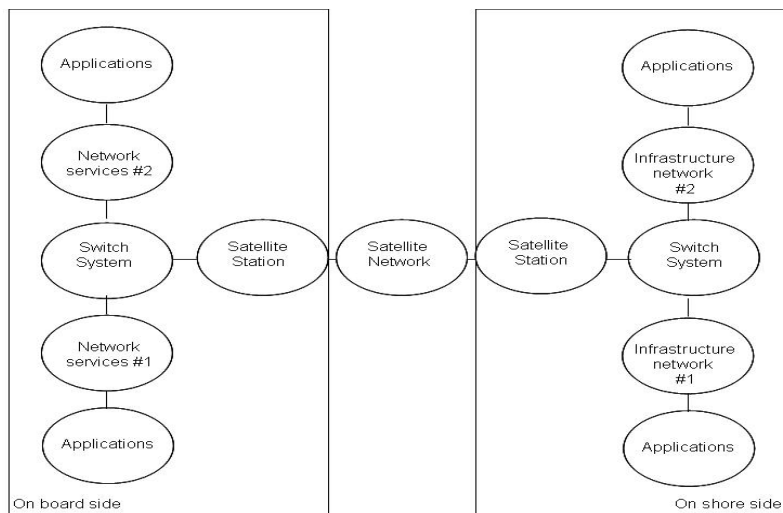 Applications
Network
services #2
Switch
System
Satellite
Station
Network
services #1
Applications
On board side
Satellite
Network
Applications
Infrastructure
network
#2
Satellite
Station
Switch
System
Infrastructure
network
#1
Applications
On shore side